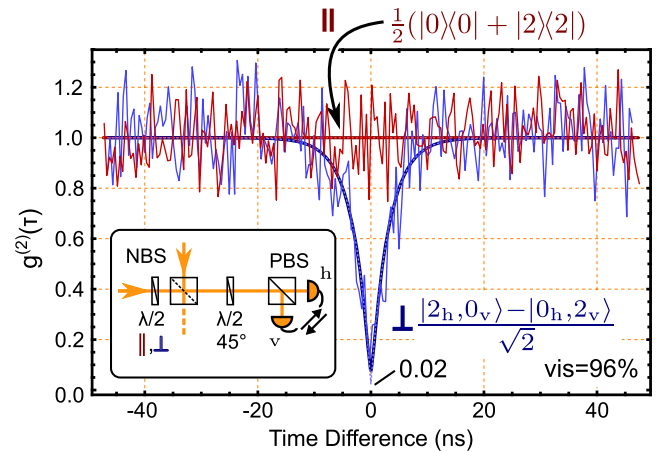 ∥ 1/2(|0⟩⟨0| + |2⟩⟨2|)
g⁽²⁾(τ)
1.2
1.0
0.8
0.6
0.4
0.2
0.0
NBS PBS
h
λ/2 λ/2 v
∥,⊥ 45°
⊥ |2ₕ,0ᵥ⟩−|0ₕ,2ᵥ⟩/√2
0.02 vis=96%
-40 -20 0 20 40
Time Difference (ns)